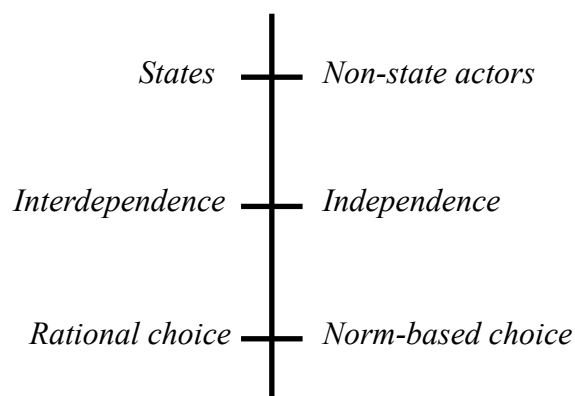 States Non-state actors
Interdependence Independence
Rational choice Norm-based choice